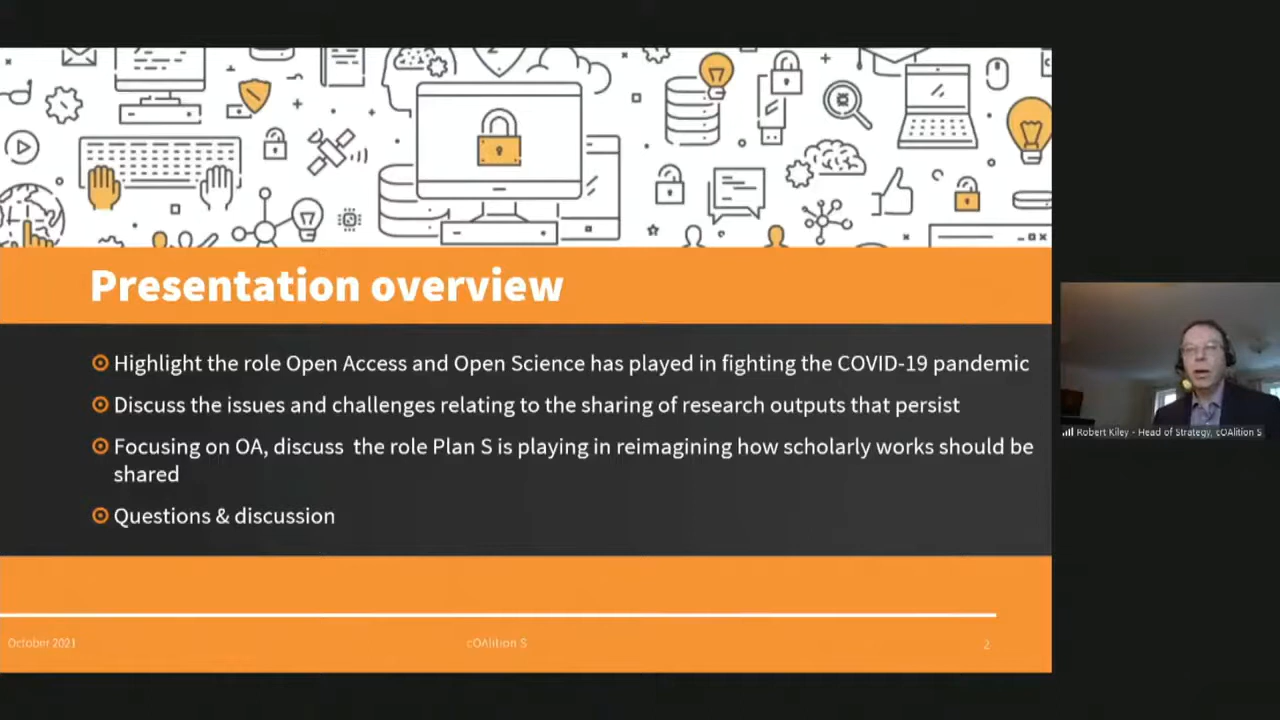 Presentation overview
Highlight the role Open Access and Open Science has played in fighting the COVID-19 pandemic
Discuss the issues and challenges relating to the sharing of research outputs that persist
Focusing on OA, discuss the role Plan S is playing in reimagining how scholarly works should be
shared
Questions & discussion
October 2021
cOAlition S
2
Robert Kiley - Head of Strategy, cOAlition S